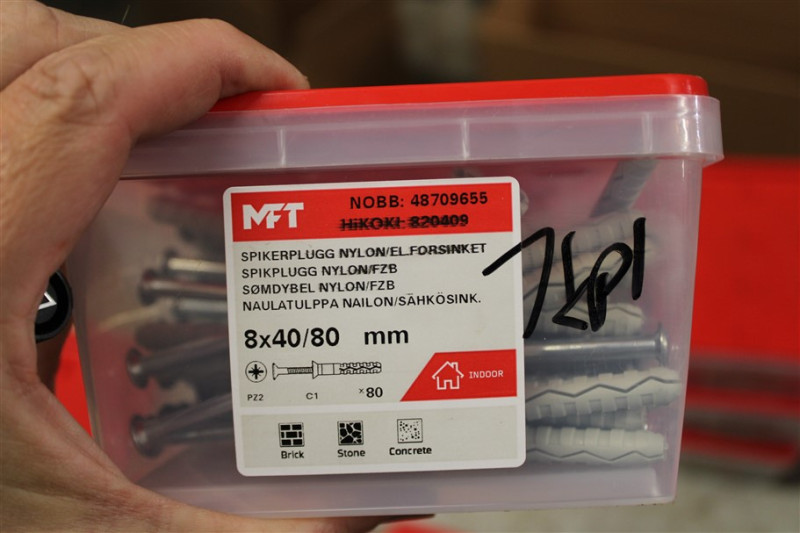 MFT
NOBB: 48709655
HiKOKI: 820409
SPIKERPLUGG NYLON/EL.FORSINKET
SPIKPLUGG NYLON/FZB
SØMDYBEL NYLON/FZB
NAULATULPPA NAILON/SÄHKÖSINK.
8x40/80 mm
PZ2 C1 x80
INDOOR
Brick Stone Concrete